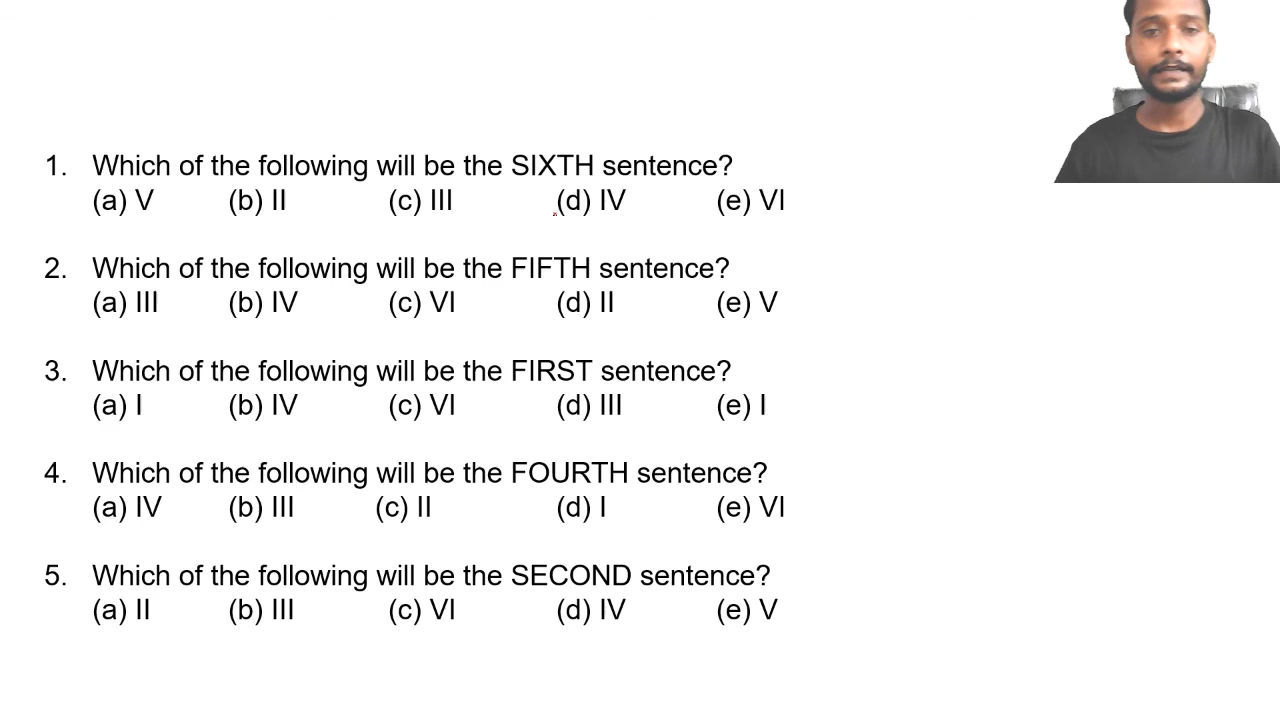 1. Which of the following will be the SIXTH sentence?
(a) V (b) II (c) III (d) IV (e) VI
2. Which of the following will be the FIFTH sentence?
(a) III (b) IV (c) VI (d) II (e) V
3. Which of the following will be the FIRST sentence?
(a) I (b) IV (c) VI (d) III (e) I
4. Which of the following will be the FOURTH sentence?
(a) IV (b) III (c) II (d) I (e) VI
5. Which of the following will be the SECOND sentence?
(a) II (b) III (c) VI (d) IV (e) V